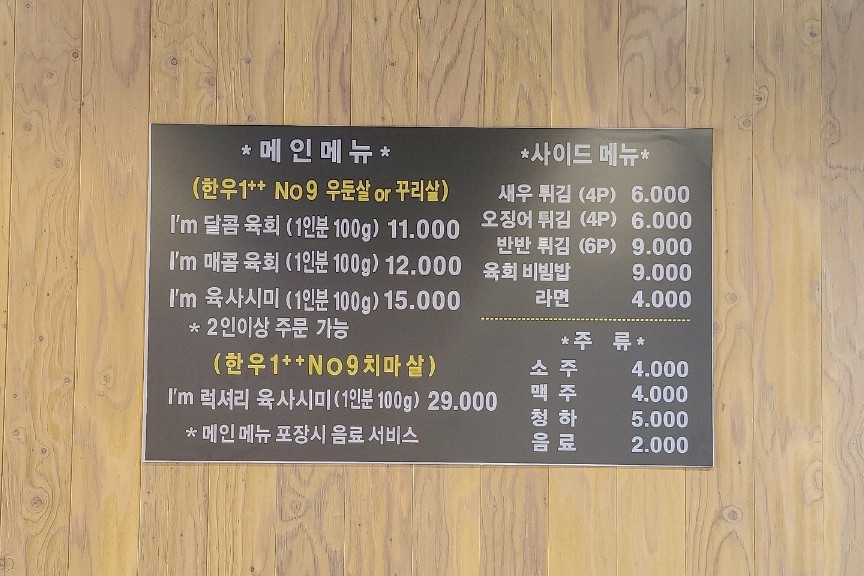 *메인메뉴*
(한우1++ No9 우둔살 or 꾸리살)
I'm 달콤 육회 (1인분 100g) 11.000
I'm 매콤 육회 (1인분 100g) 12.000
I'm 육사시미 (1인분 100g) 15.000
* 2인이상 주문 가능
(한우1++No9치마살)
I'm 럭셔리 육사시미(1인분 100g) 29.000
* 메인메뉴 포장시 음료 서비스
*사이드 메뉴*
새우 튀김 (4P) 6.000
오징어 튀김 (4P) 6.000
반반 튀김 (6P) 9.000
육회 비빔밥 9.000
라면 4.000
*주 류*
소 주 4.000
맥 주 4.000
청 하 5.000
음 료 2.000